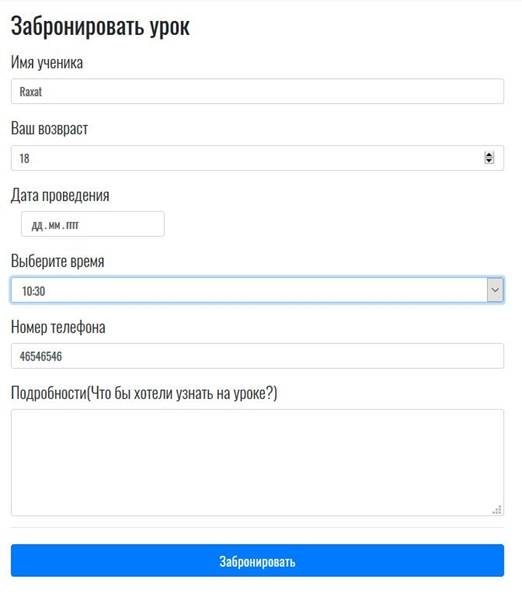 Забронировать урок
Имя ученика
Raxat
Ваш возвраст
18
Дата проведения
дд . мм . гггг
Выберите время
10:30
Номер телефона
46546546
Подробности(Что бы хотели узнать на уроке?)
Забронировать